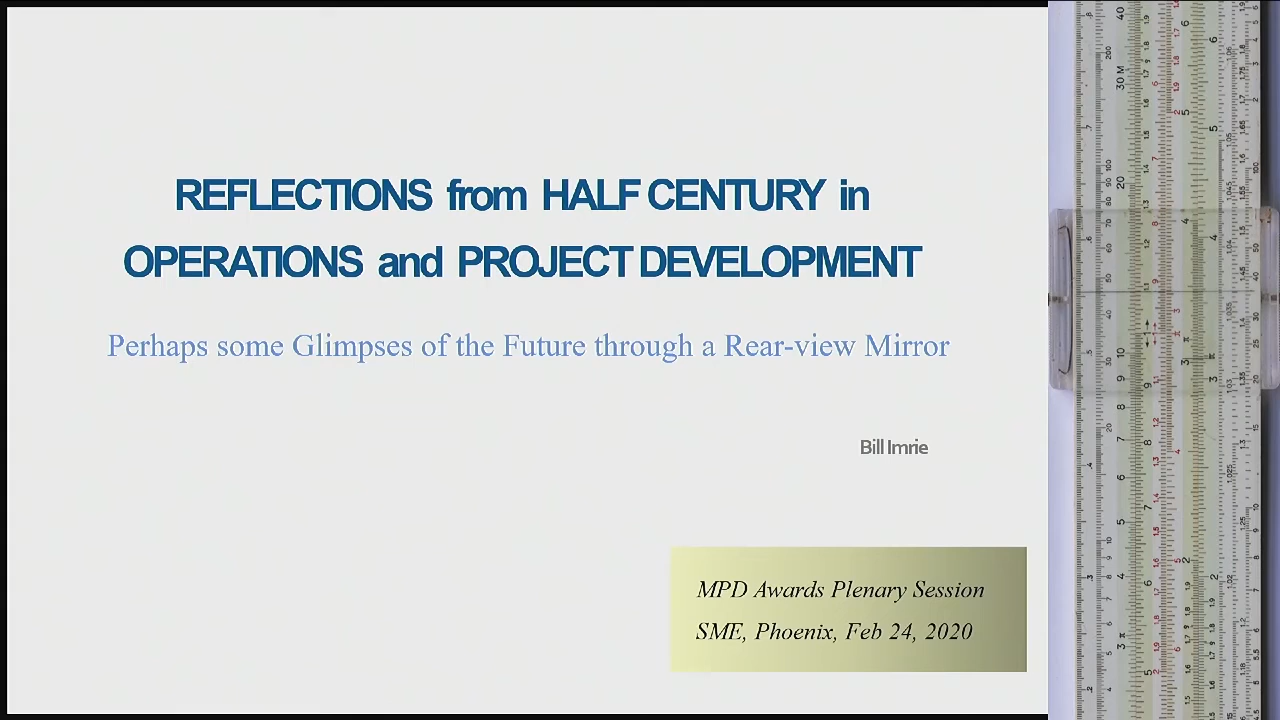 REFLECTIONS from HALF CENTURY in
OPERATIONS and PROJECT DEVELOPMENT
Perhaps some Glimpses of the Future through a Rear-view Mirror
Bill Imrie
MPD Awards Plenary Session
SME, Phoenix, Feb 24, 2020